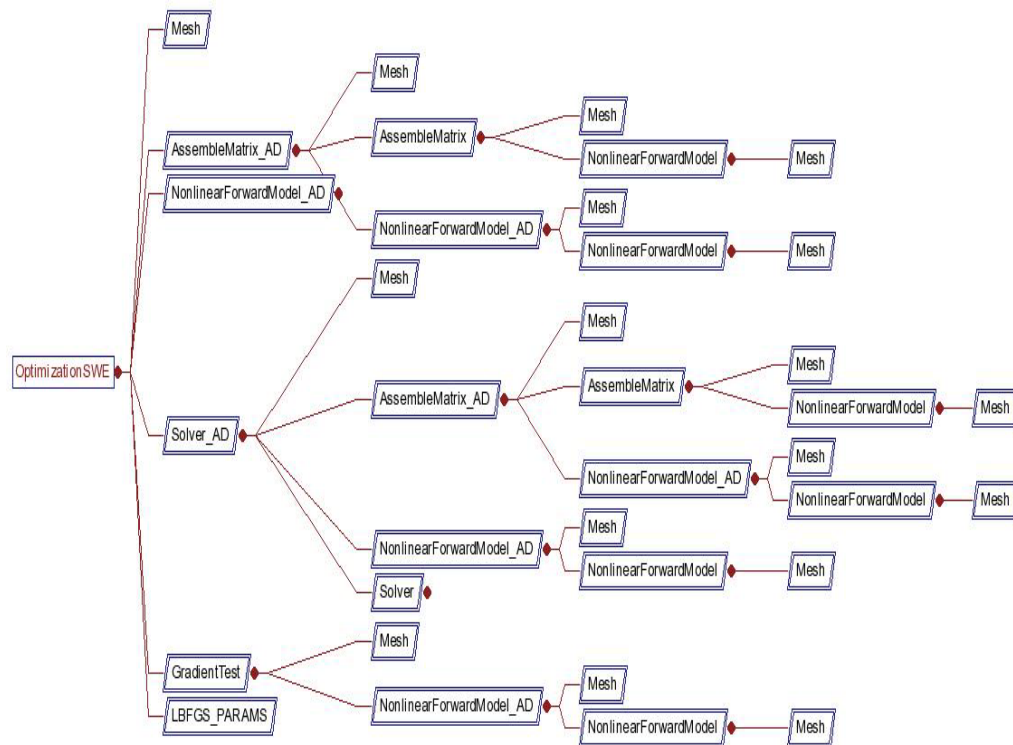 Mesh
Mesh
Mesh
AssembleMatrix_AD
AssembleMatrix
NonlinearForwardModel
Mesh
NonlinearForwardModel_AD
Mesh
NonlinearForwardModel_AD
NonlinearForwardModel
Mesh
Mesh
Mesh
OptimizationSWE
Mesh
AssembleMatrix_AD
AssembleMatrix
NonlinearForwardModel
Mesh
Solver_AD
Mesh
NonlinearForwardModel_AD
NonlinearForwardModel
Mesh
Mesh
NonlinearForwardModel_AD
NonlinearForwardModel
Mesh
Solver
Mesh
GradientTest
Mesh
NonlinearForwardModel_AD
LBFGS_PARAMS
NonlinearForwardModel
Mesh